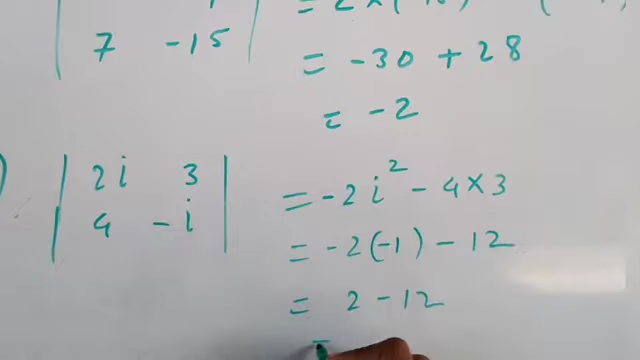 7 -15
= -30 + 28
= -2
) | 2i 3 | = -2i² - 4×3
| 4 -i | = -2(-1) - 12
= 2 - 12
=